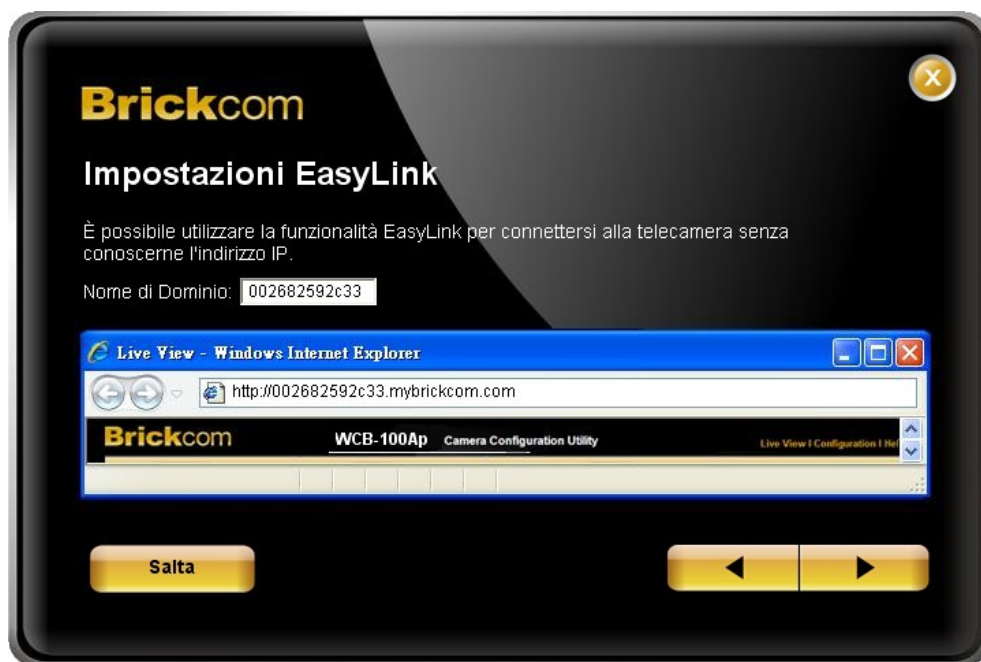 X
Brickcom
Impostazioni EasyLink
È possibile utilizzare la funzionalità EasyLink per connettersi alla telecamera senza
conoscerne l'indirizzo IP.
Nome di Dominio: 002682592c33
Live View - Windows Internet Explorer
http://002682592c33.mybrickcom.com
Brickcom WCB-100Ap Camera Configuration Utility Live View | Configuration |
Salta